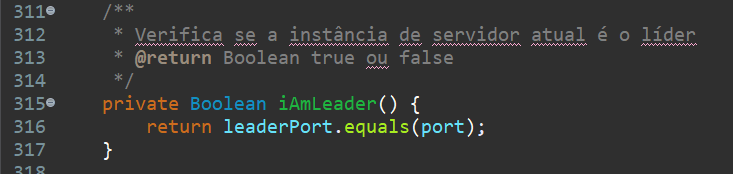 311 /**
312 * Verifica se a instância de servidor atual é o líder
313 * @return Boolean true ou false
314 */
315 private Boolean iAmLeader() {
316 return leaderPort.equals(port);
317 }
318